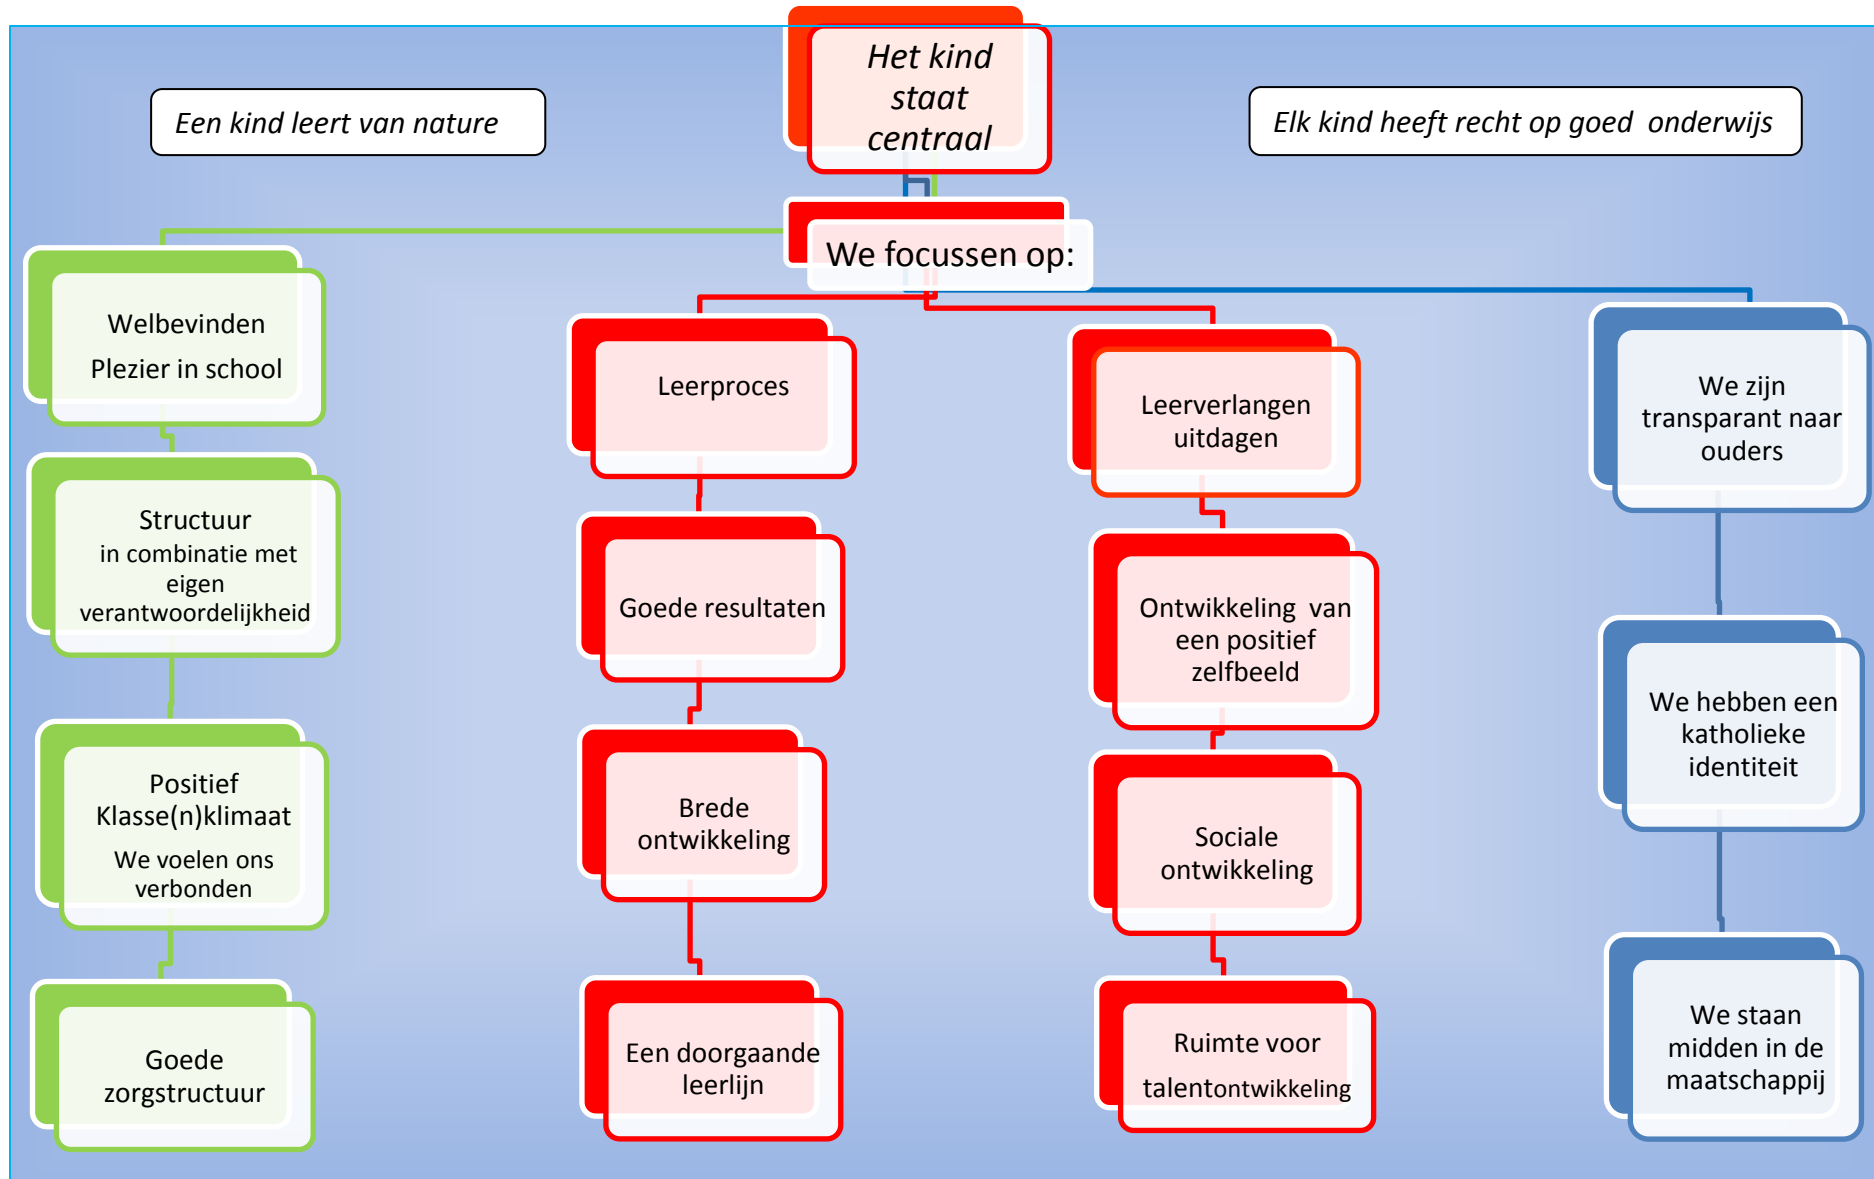 Het kind
staat
centraal
Een kind leert van nature
Elk kind heeft recht op goed  onderwijs
We focussen op:
Welbevinden
Plezier in school
Structuur
in combinatie met
eigen
verantwoordelijkheid
Positief
Klasse(n)klimaat
We voelen ons
verbonden
Goede
zorgstructuur
Leerproces
Goede resultaten
Brede
ontwikkeling
Een doorgaande
leerlijn
Leerverlangen
uitdagen
Ontwikkeling  van
een positief
zelfbeeld
Sociale
ontwikkeling
Ruimte voor
talentontwikkeling
We zijn
transparant naar
ouders
We hebben een
katholieke
identiteit
We staan
midden in de
maatschappij